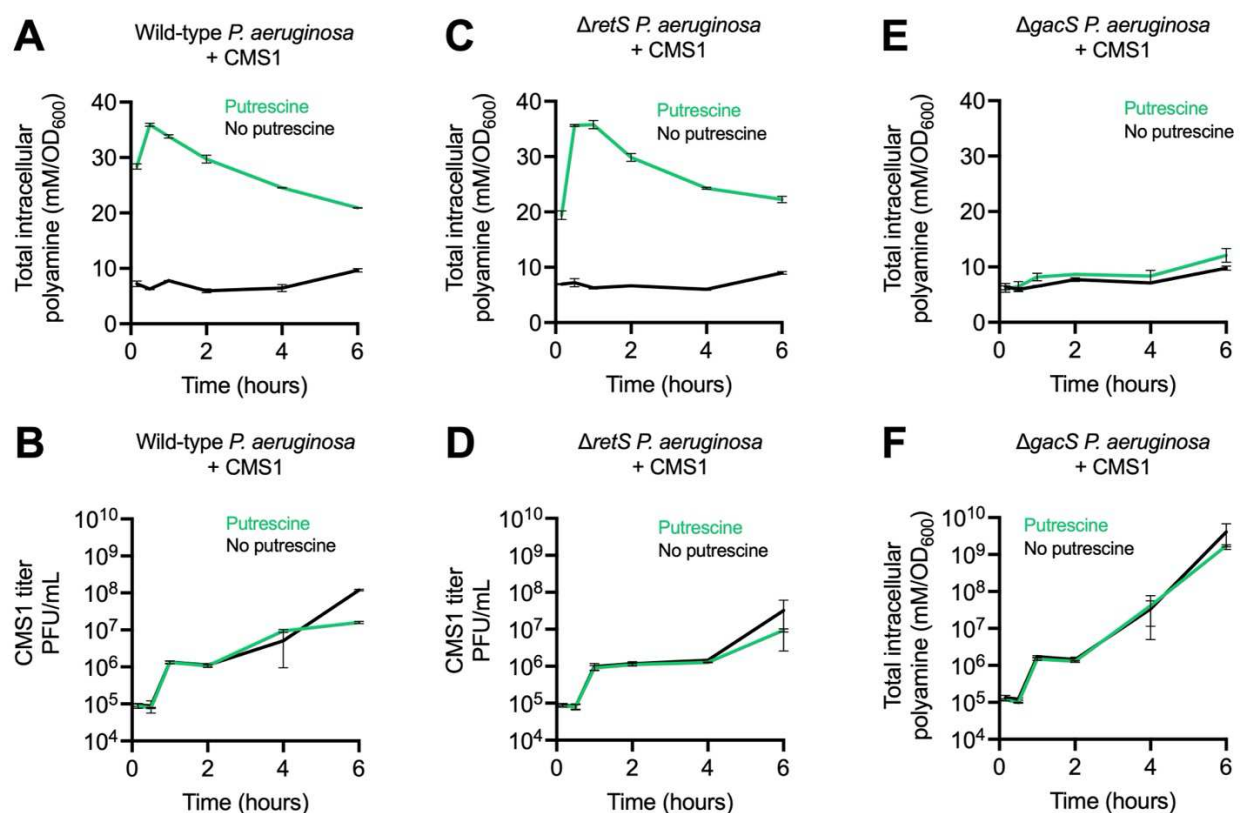 A
Wild-type P. aeruginosa
+ CMS1
Putrescine
No putrescine
Total intracellular
polyamine (mM/OD600)
40
30
20
10
0
0 2 4 6
Time (hours)
C
ΔretS P. aeruginosa
+ CMS1
Putrescine
No putrescine
Total intracellular
polyamine (mM/OD600)
40
30
20
10
0
0 2 4 6
Time (hours)
E
ΔgacS P. aeruginosa
+ CMS1
Putrescine
No putrescine
Total intracellular
polyamine (mM/OD600)
40
30
20
10
0
0 2 4 6
Time (hours)
B
Wild-type P. aeruginosa
+ CMS1
Putrescine
No putrescine
CMS1 titer
PFU/mL
10^10
10^9
10^8
10^7
10^6
10^5
10^4
0 2 4 6
Time (hours)
D
ΔretS P. aeruginosa
+ CMS1
Putrescine
No putrescine
CMS1 titer
PFU/mL
10^10
10^9
10^8
10^7
10^6
10^5
10^4
0 2 4 6
Time (hours)
F
ΔgacS P. aeruginosa
+ CMS1
Putrescine
No putrescine
Total intracellular
polyamine (mM/OD600)
10^10
10^9
10^8
10^7
10^6
10^5
10^4
0 2 4 6
Time (hours)